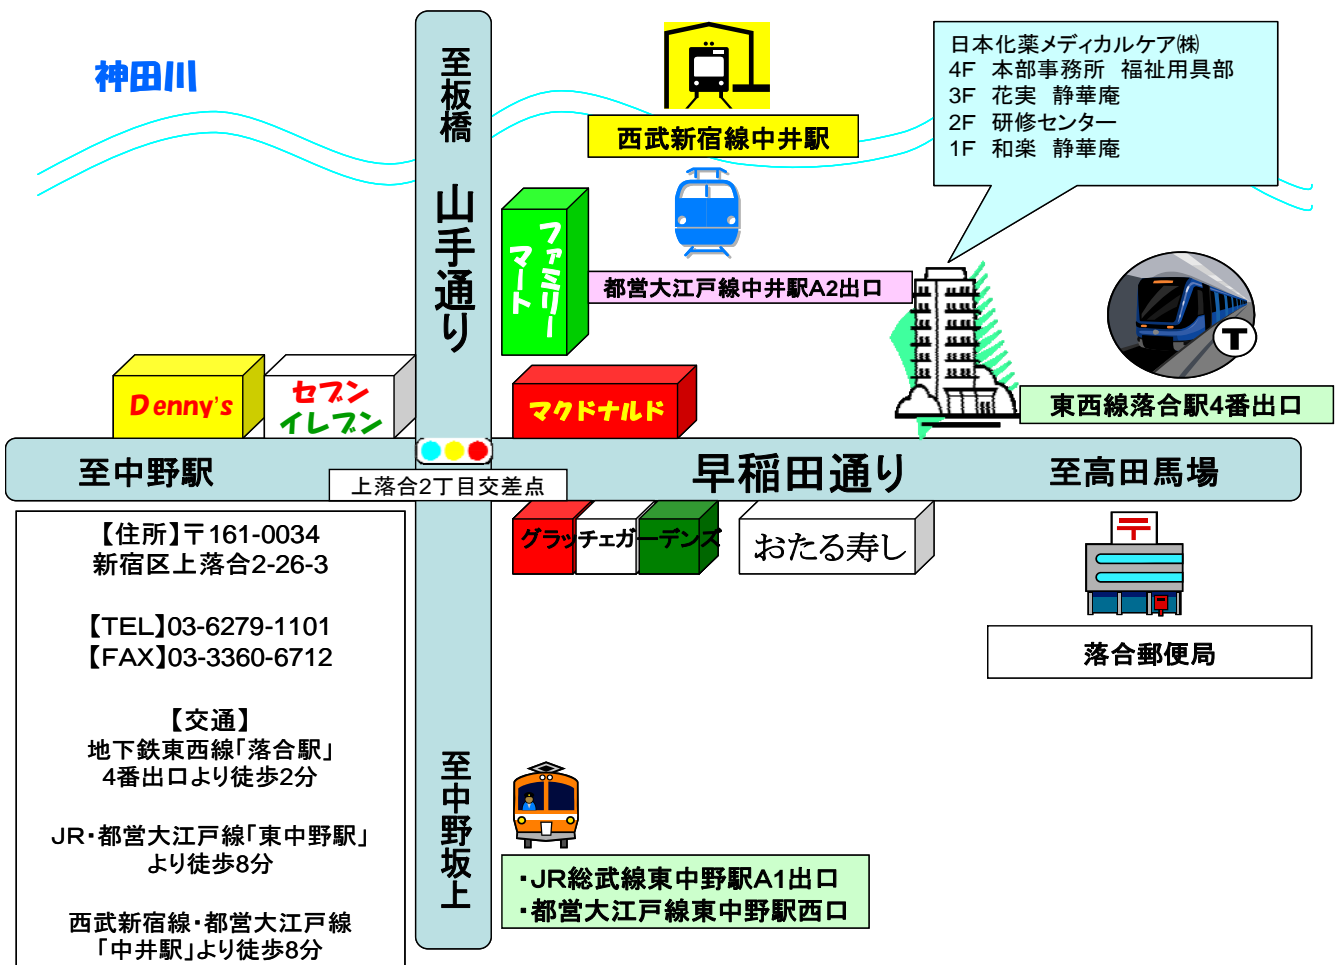 神田川
至板橋
山手通り
西武新宿線中井駅
日本化薬メディカルケア㈱
4F 本部事務所 福祉用具部
3F 花実 静華庵
2F 研修センター
1F 和楽 静華庵
ファミリー
マート
都営大江戸線中井駅A2出口
T
東西線落合駅4番出口
Denny's
セブン
イレブン
マクドナルド
至中野駅
上落合2丁目交差点
早稲田通り
至高田馬場
グラッチェガーデンズ
おたる寿し
〒
落合郵便局
【住所】〒161-0034
新宿区上落合2-26-3
【TEL】03-6279-1101
【FAX】03-3360-6712
【交通】
地下鉄東西線「落合駅」
4番出口より徒歩2分
JR・都営大江戸線「東中野駅」
より徒歩8分
西武新宿線・都営大江戸線
「中井駅」より徒歩8分
至中野坂上
・JR総武線東中野駅A1出口
・都営大江戸線東中野駅西口